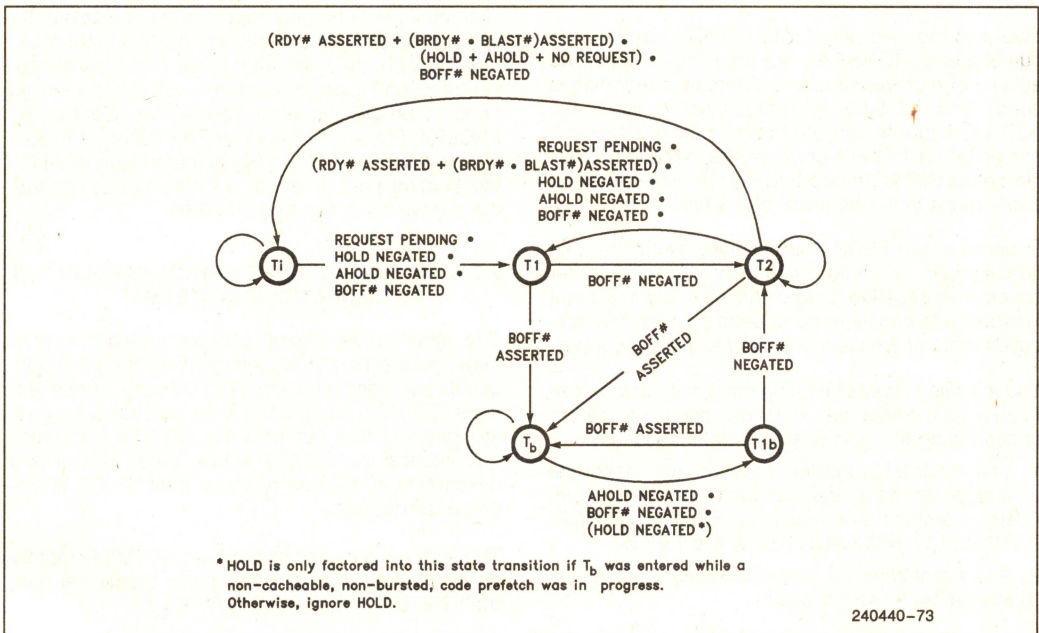 (RDY# ASSERTED + (BRDY# • BLAST#)ASSERTED) •
(HOLD + AHOLD + NO REQUEST) •
BOFF# NEGATED
REQUEST PENDING •
(RDY# ASSERTED + (BRDY# • BLAST#)ASSERTED) •
HOLD NEGATED •
AHOLD NEGATED •
BOFF# NEGATED •
Ti
REQUEST PENDING •
HOLD NEGATED •
AHOLD NEGATED •
BOFF# NEGATED
T1
BOFF# NEGATED
T2
BOFF#
ASSERTED
BOFF#
ASSERTED
BOFF#
NEGATED
Tb
BOFF# ASSERTED
T1b
AHOLD NEGATED •
BOFF# NEGATED •
(HOLD NEGATED*)
* HOLD is only factored into this state transition if Tb was entered while a
non-cacheable, non-bursted, code prefetch was in progress.
Otherwise, ignore HOLD.
240440-73